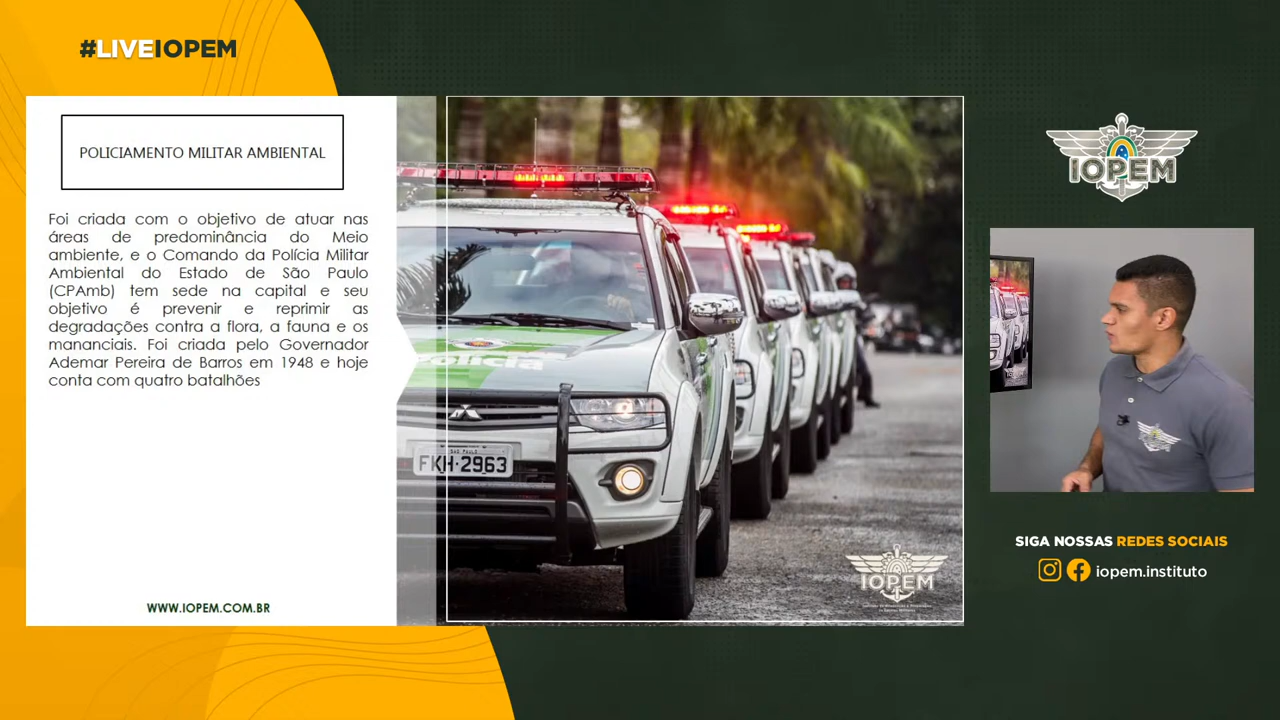 #LIVEIOPEM
POLICIAMENTO MILITAR AMBIENTAL
Foi criada com o objetivo de atuar nas
áreas de predominância do Meio
ambiente, e o Comando da Polícia Militar
Ambiental do Estado de São Paulo
(CPAmb) tem sede na capital e seu
objetivo é prevenir e reprimir as
degradações contra a flora, a fauna e os
mananciais. Foi criada pelo Governador
Ademar Pereira de Barros em 1948 e hoje
conta com quatro batalhões
WWW.IOPEM.COM.BR
Polícia
SÃO PAULO
FKH·2963
IOPEM
IOPEM
SIGA NOSSAS REDES SOCIAIS
iopem.instituto